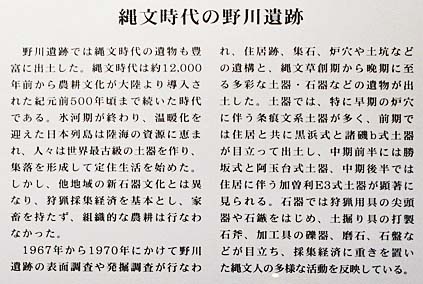 縄文時代の野川遺跡
野川遺跡では縄文時代の遺物も豊
富に出土した。縄文時代は約12,000
年前から農耕文化が大陸より導入さ
れた紀元前500年頃まで続いた時代
である。氷河期が終わり、温暖化を
迎えた日本列島は陸海の資源に恵ま
れ、人々は世界最古級の土器を作り、
集落を形成して定住生活を始めた。
しかし、他地域の新石器文化とは異
なり、狩猟採集経済を基本とし、家
畜を持たず、組織的な農耕は行なわ
なかった。
1967年から1970年にかけて野川
遺跡の表面調査や発掘調査が行なわ
れ、住居跡、集石、炉穴や土坑など
の遺構と、縄文草創期から晩期に至
る多彩な土器・石器などの遺物が出
土した。土器では、特に早期の炉穴
に伴う条痕文系土器が多く、前期で
は住居と共に黒浜式と諸磯b式土器
が目立って出土し、中期前半には勝
坂式と阿玉台式土器、中期後半では
住居に伴う加曽利E3式土器が顕著に
見られる。石器では狩猟用具の尖頭
器や石鏃をはじめ、土掘り具の打製
石斧、加工具の礫器、磨石、石盤な
どが目立ち、採集経済に重きを置い
た縄文人の多様な活動を反映している。